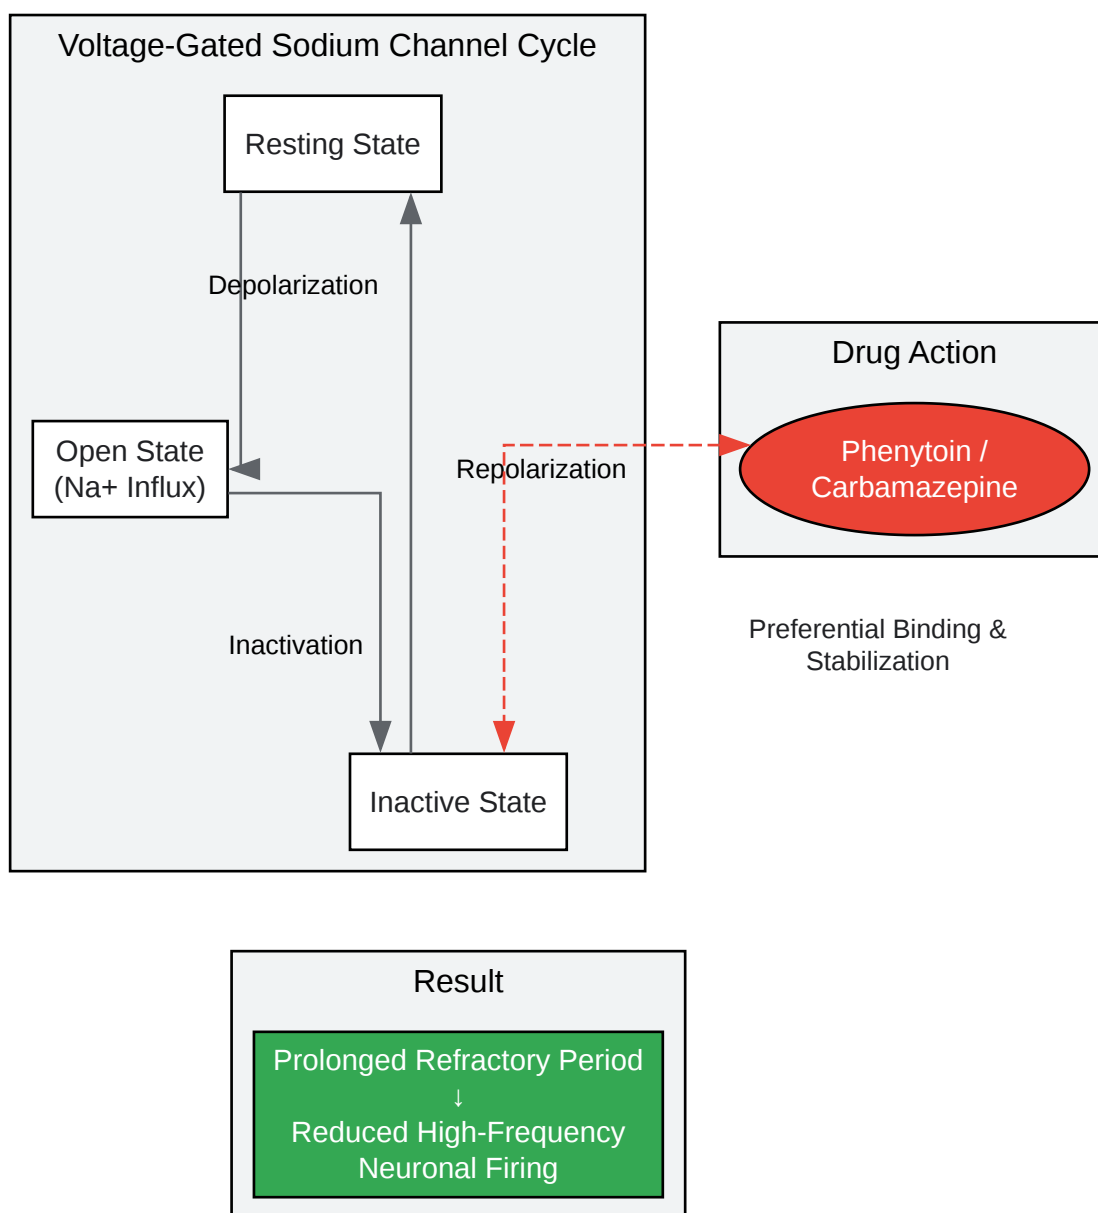 Voltage-Gated Sodium Channel Cycle
Resting State
Depolarization
Drug Action
Open State
(Na+ Influx)
Repolarization
Phenytoin /
Carbamazepine
Inactivation
Preferential Binding &
Stabilization
Inactive State
Result
Prolonged Refractory Period
↓
Reduced High-Frequency
Neuronal Firing